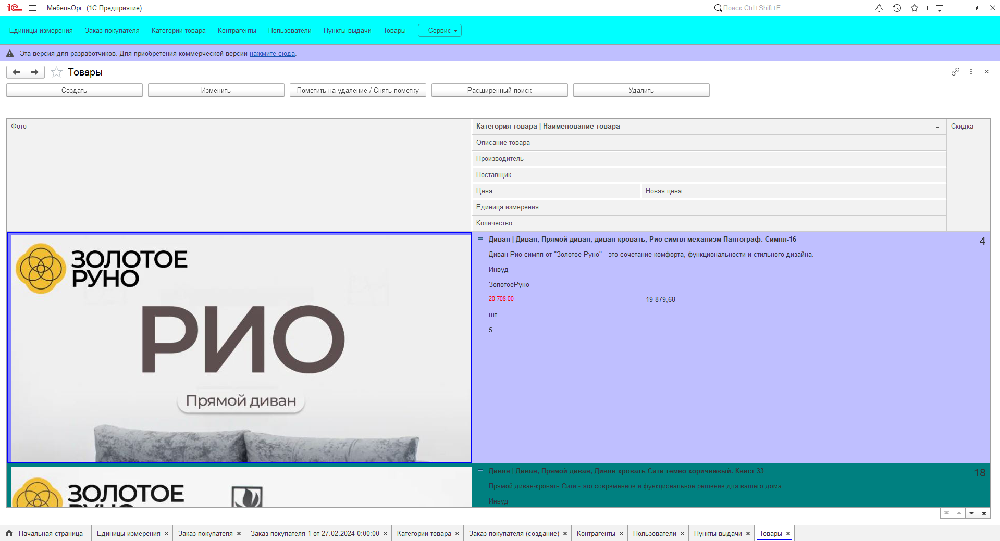 МебельОрг (1С:Предприятие)
Поиск Ctrl+Shift+F
1
Единицы измерения Заказ покупателя Категории товара Контрагенты Пользователи Пункты выдачи Товары Сервис
Эта версия для разработчиков. Для приобретения коммерческой версии нажмите сюда.
Товары
Создать Изменить Пометить на удаление / Снять пометку Расширенный поиск Удалить
Фото Категория товара | Наименование товара Скидка
Описание товара
Производитель
Поставщик
Цена Новая цена
Единица измерения
Количество
ЗОЛОТОЕ
РУНО
РИО
Прямой диван
Диван | Диван, Прямой диван, диван кровать, Рио симпл механизм Пантограф. Симпл-16 4
Диван Рио симпл от "Золотое Руно" - это сочетание комфорта, функциональности и стильного дизайна.
Инвуд
ЗолотоеРуно
20 708,00 19 879,68
шт.
5
ЗОЛОТОЕ
РУНО
Диван | Диван, Прямой диван, Диван-кровать Сити темно-коричневый. Квест-33 18
Прямой диван-кровать Сити - это современное и функциональное решение для вашего дома.
Инвуд
Начальная страница Единицы измерения Заказ покупателя Заказ покупателя 1 от 27.02.2024 0:00:00 Категории товара Заказ покупателя (создание) Контрагенты Пользователи Пункты выдачи Товары